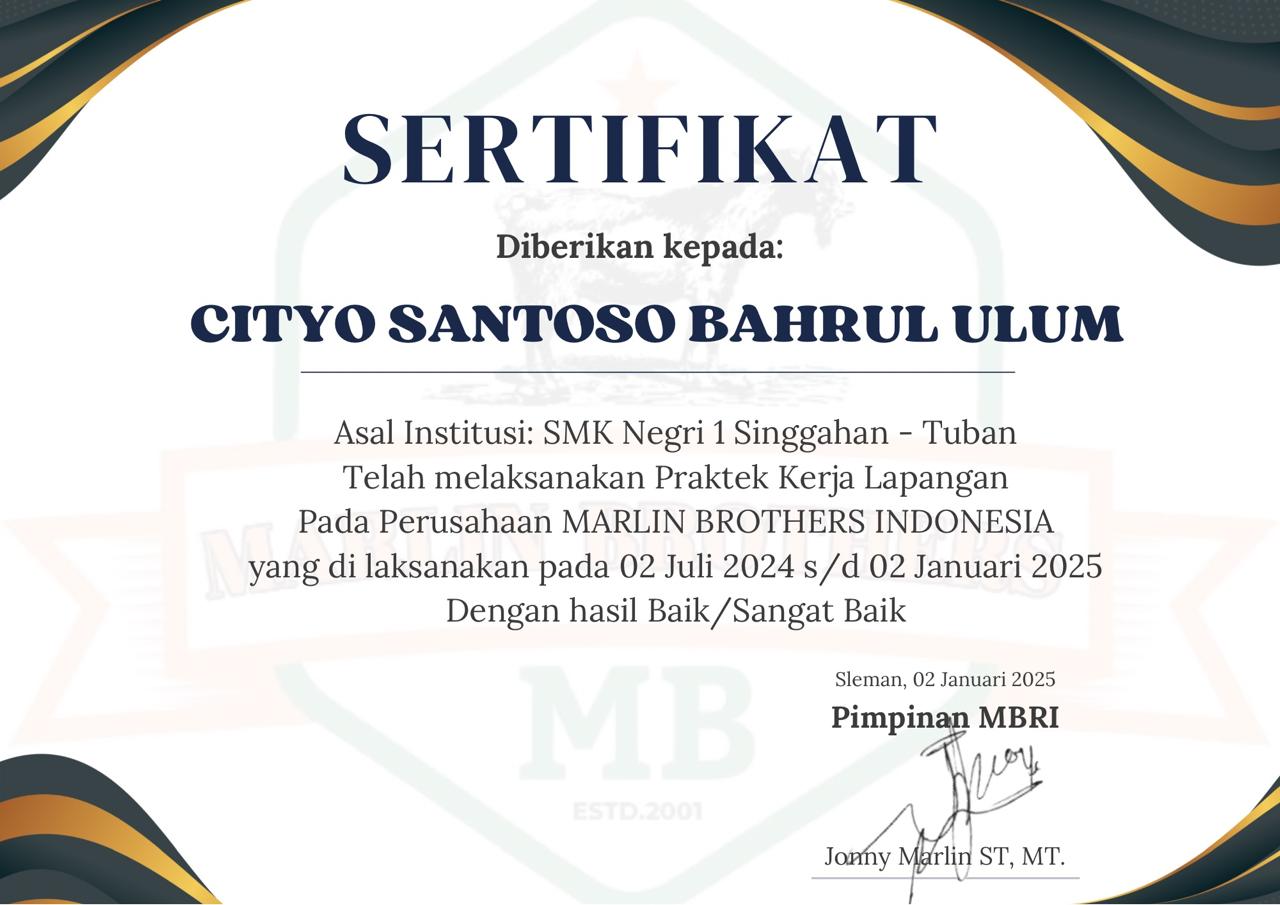 SERTIFIKAT
Diberikan kepada:
CITYO SANTOSO BAHRUL ULUM
Asal Institusi: SMK Negri 1 Singgahan - Tuban
Telah melaksanakan Praktek Kerja Lapangan
Pada Perusahaan MARLIN BROTHERS INDONESIA
MARLIN BROTHERS
yang di laksanakan pada 02 Juli 2024 s/d 02 Januari 2025
Dengan hasil Baik/Sangat Baik
MB
ESTD.2001
Sleman, 02 Januari 2025
Pimpinan MBRI
Jonny Marlin ST, MT.